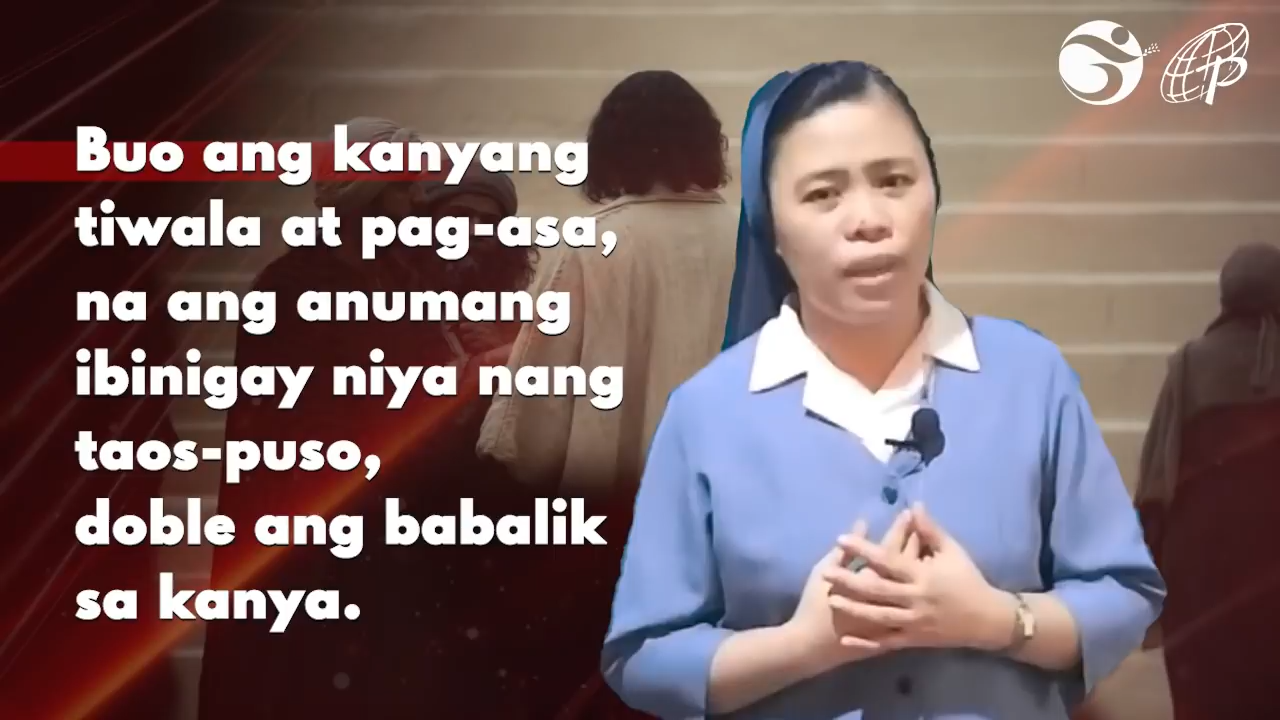 Buo ang kanyang
tiwala at pag-asa,
na ang anumang
ibinigay niya nang
taos-puso,
doble ang babalik
sa kanya.